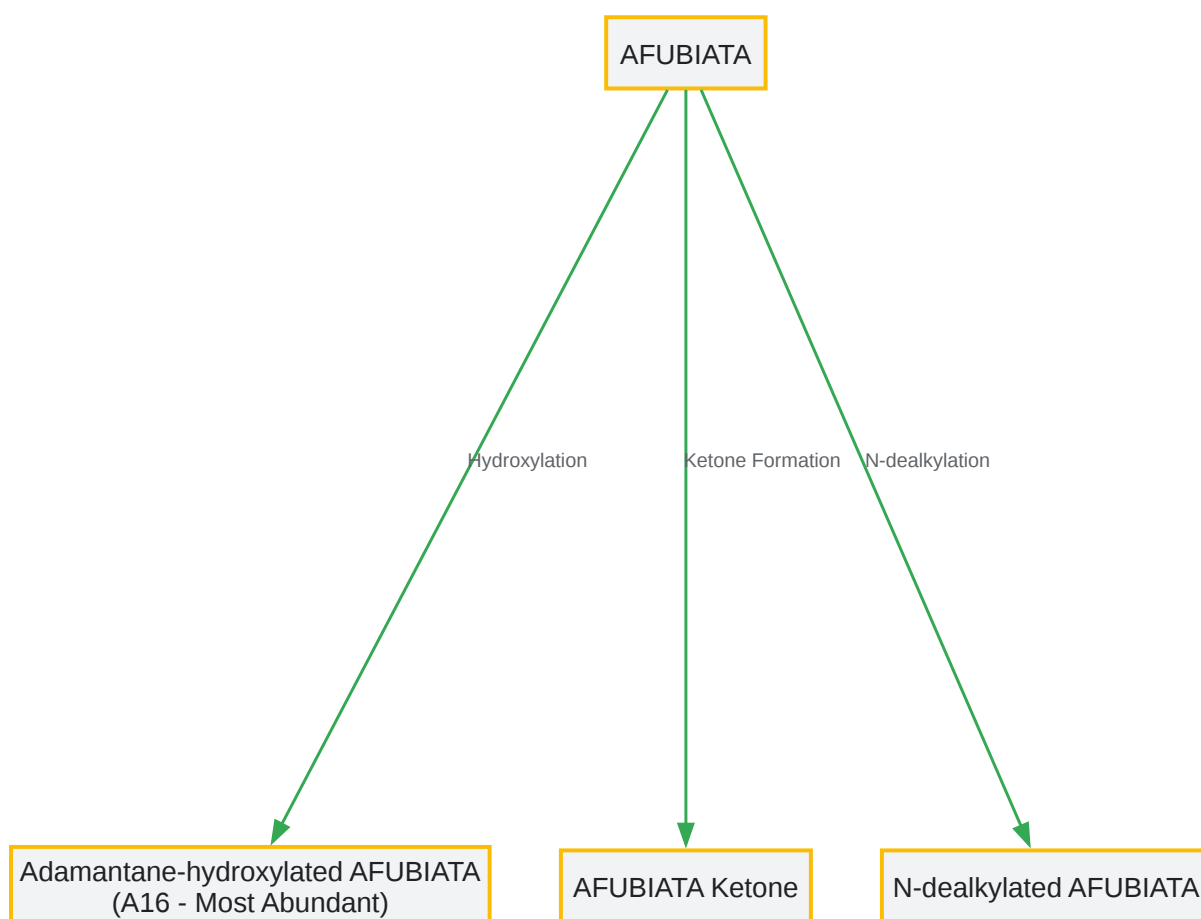 AFUBIATA
Hydroxylation
Ketone Formation
N-dealkylation
Adamantane-hydroxylated AFUBIATA
(A16 - Most Abundant)
AFUBIATA Ketone
N-dealkylated AFUBIATA